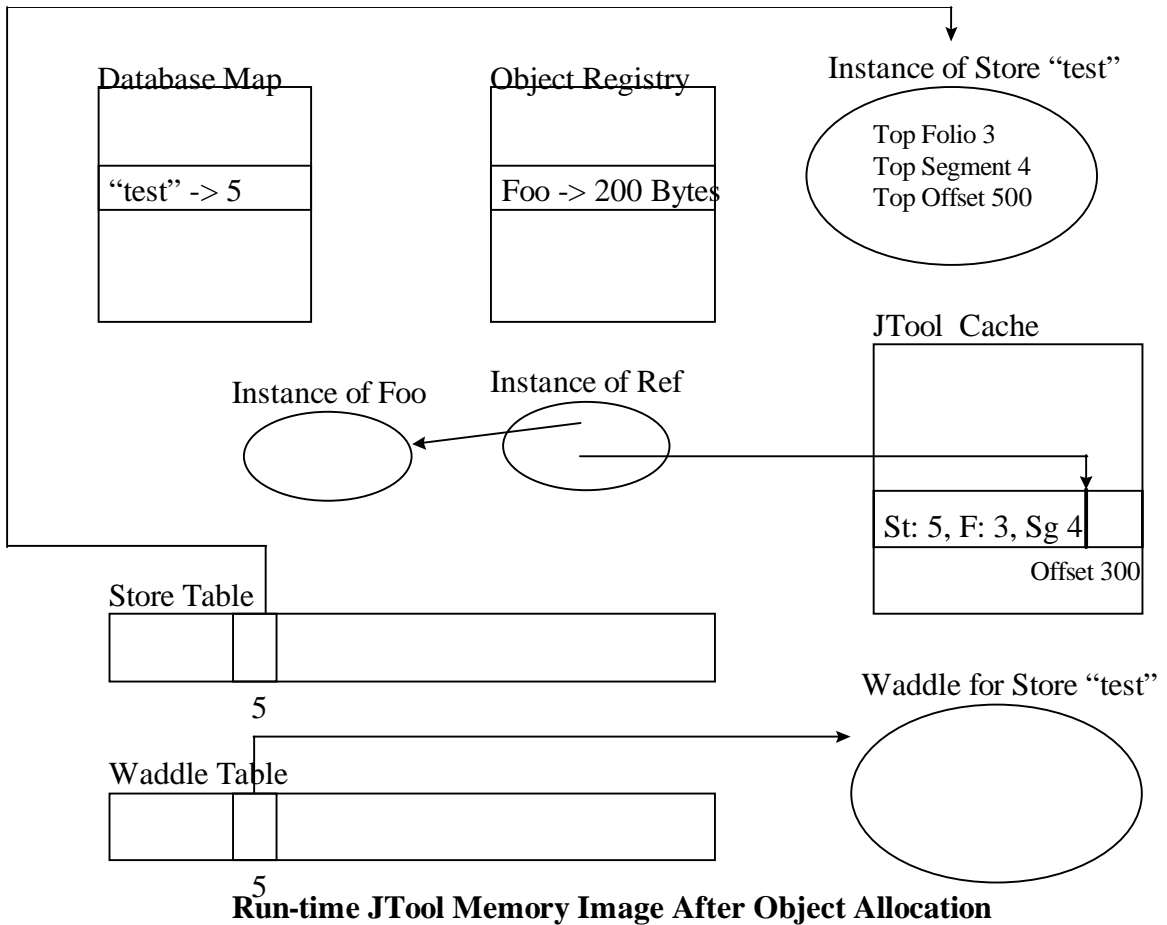 Database Map
Object Registry
Instance of Store “test”
Top Folio 3
Top Segment 4
Top Offset 500
“test” -> 5
Foo -> 200 Bytes
JTool Cache
Instance of Foo
Instance of Ref
St: 5, F: 3, Sg 4
Offset 300
Store Table
5
Waddle for Store “test”
Waddle Table
5
Run-time JTool Memory Image After Object Allocation